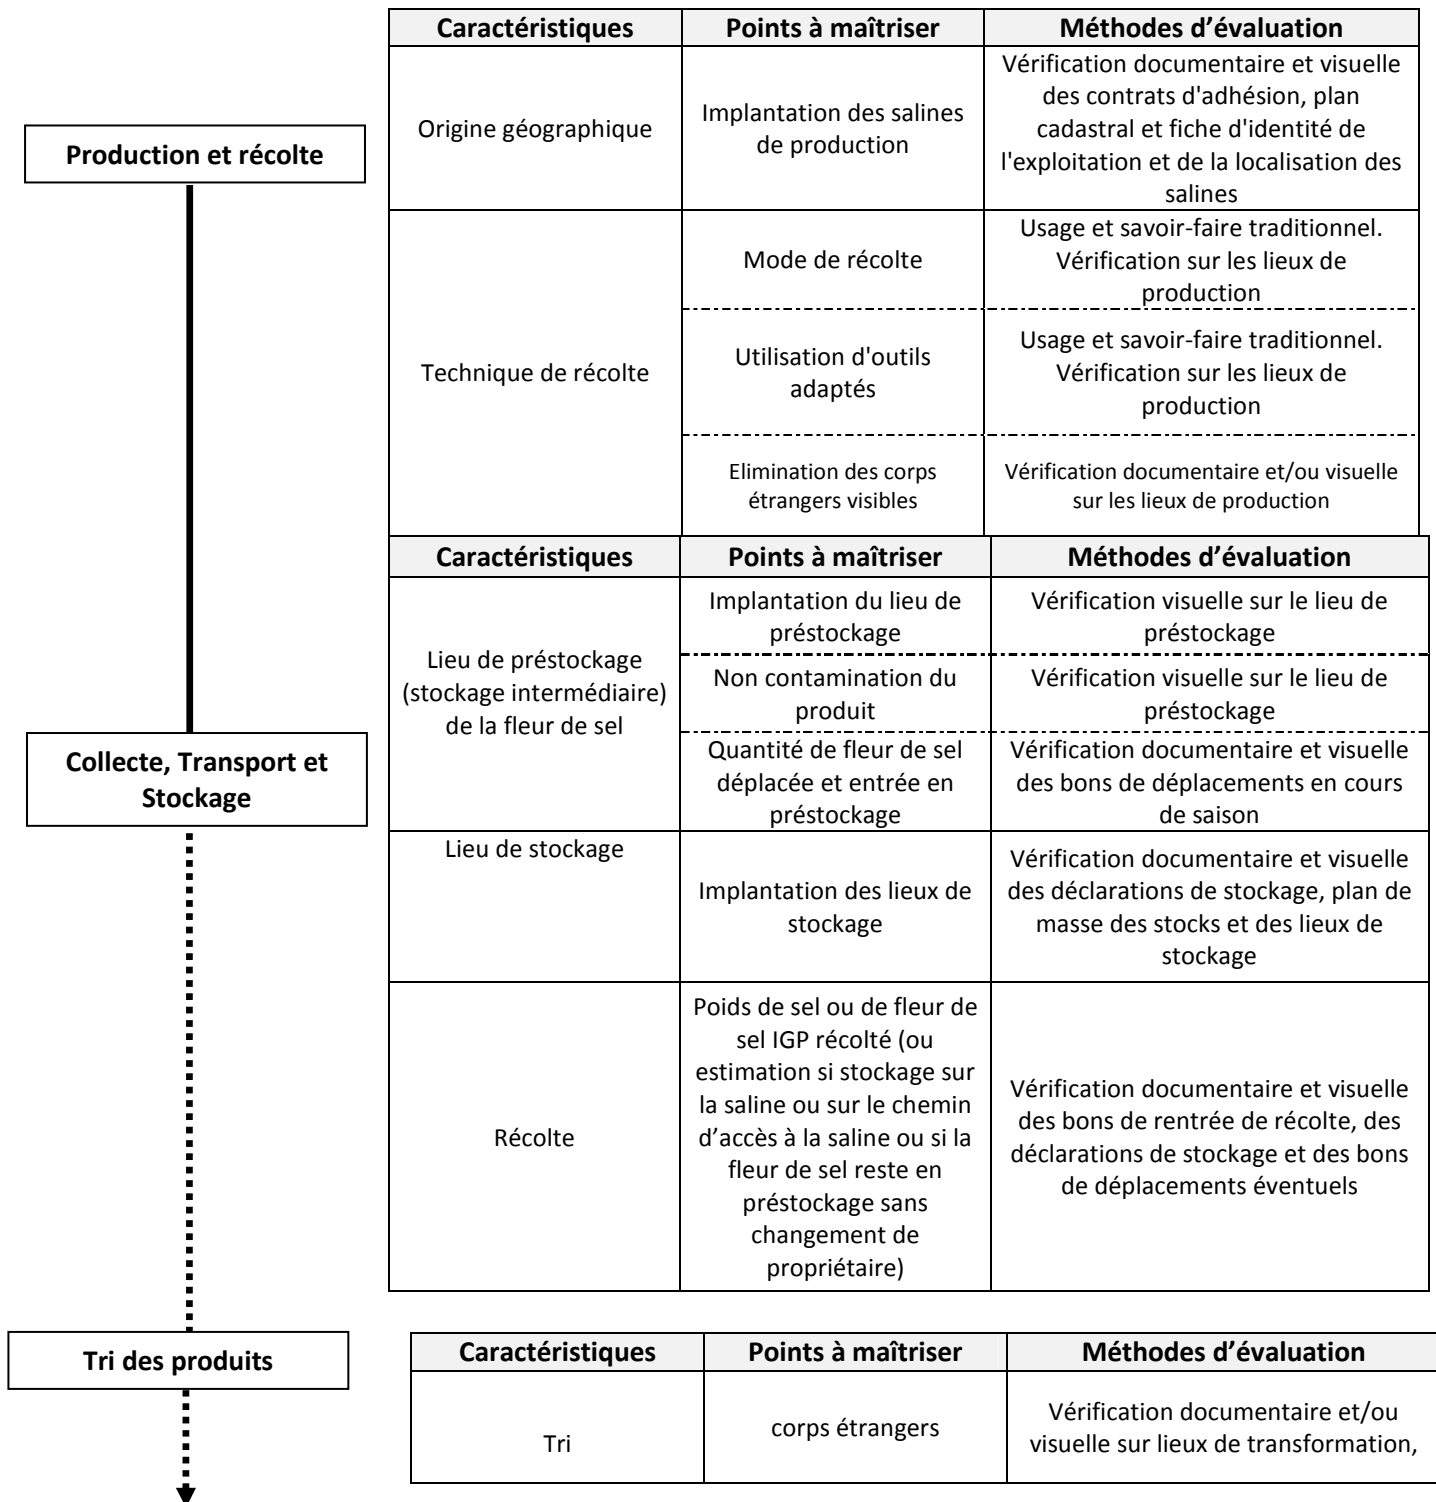 Caractéristiques Points à maîtriser Méthodes d’évaluation
Production et récolte
Origine géographique
Implantation des salines
de production
Vérification documentaire et visuelle
des contrats d'adhésion, plan
cadastral et fiche d'identité de
l'exploitation et de la localisation des
salines
Technique de récolte
Mode de récolte
Usage et savoir-faire traditionnel.
Vérification sur les lieux de
production
Utilisation d'outils
adaptés
Usage et savoir-faire traditionnel.
Vérification sur les lieux de
production
Elimination des corps
étrangers visibles
Vérification documentaire et/ou visuelle
sur les lieux de production
Caractéristiques Points à maîtriser Méthodes d’évaluation
Collecte, Transport et
Stockage
Lieu de préstockage
(stockage intermédiaire)
de la fleur de sel
Implantation du lieu de
préstockage
Vérification visuelle sur le lieu de
préstockage
Non contamination du
produit
Vérification visuelle sur le lieu de
préstockage
Quantité de fleur de sel
déplacée et entrée en
préstockage
Vérification documentaire et visuelle
des bons de déplacements en cours
de saison
Lieu de stockage
Implantation des lieux de
stockage
Vérification documentaire et visuelle
des déclarations de stockage, plan de
masse des stocks et des lieux de
stockage
Récolte
Poids de sel ou de fleur de
sel IGP récolté (ou
estimation si stockage sur
la saline ou sur le chemin
d’accès à la saline ou si la
fleur de sel reste en
préstockage sans
changement de
propriétaire)
Vérification documentaire et visuelle
des bons de rentrée de récolte, des
déclarations de stockage et des bons
de déplacements éventuels
Tri des produits
Caractéristiques Points à maîtriser Méthodes d’évaluation
Tri
corps étrangers
Vérification documentaire et/ou
visuelle sur lieux de transformation,